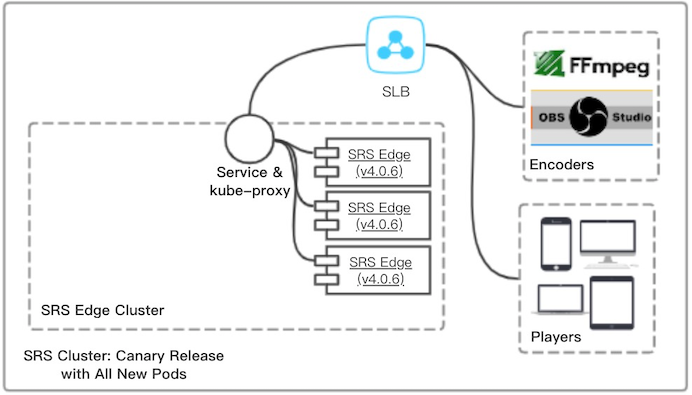 SLB
FFmpeg
OBS Studio
Encoders
Service &
kube-proxy
SRS Edge
(v4.0.6)
SRS Edge
(v4.0.6)
SRS Edge
(v4.0.6)
SRS Edge Cluster
Players
SRS Cluster: Canary Release
with All New Pods